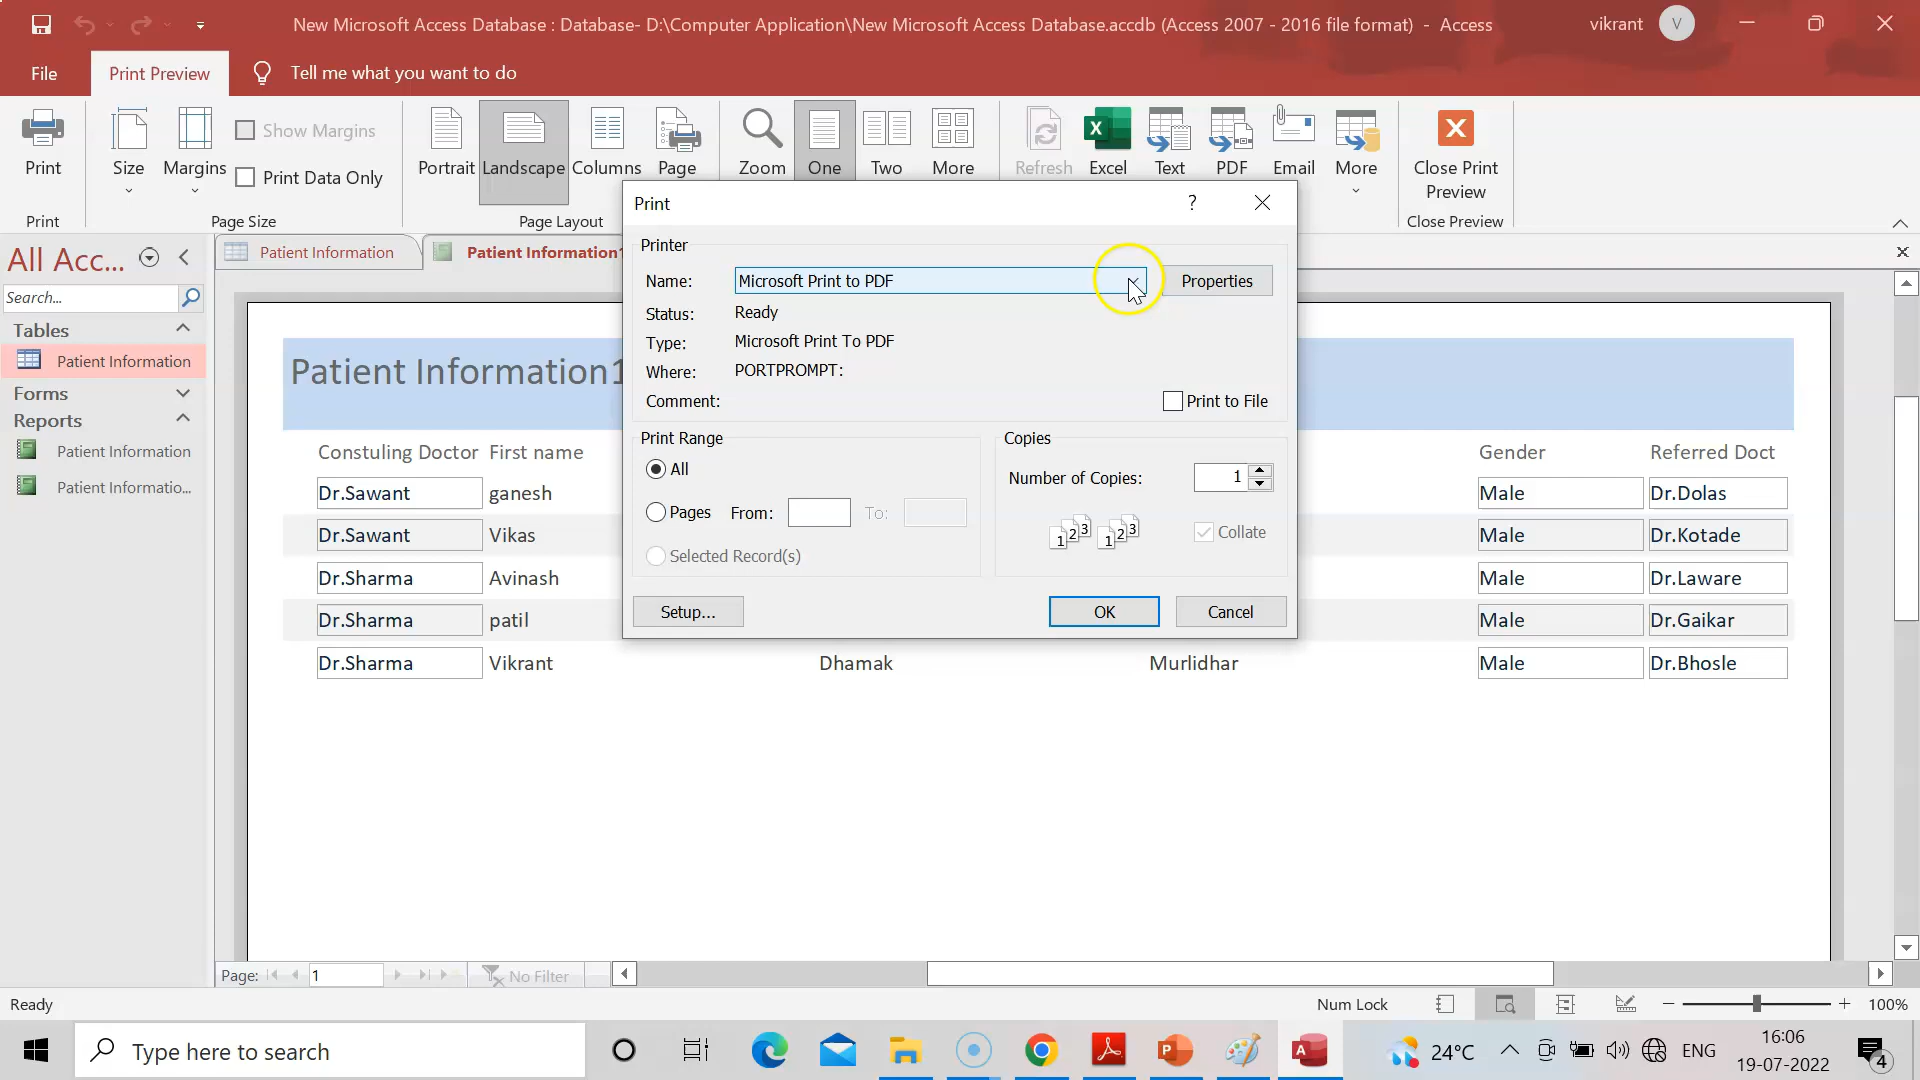 New Microsoft Access Database : Database- D:\Computer Application\New Microsoft Access Database.accdb (Access 2007 - 2016 file format) - Access
vikrant
V
File
Print Preview
Tell me what you want to do
Print
Size
Margins
Show Margins
Print Data Only
Portrait
Landscape
Columns
Page
Zoom
One
Two
More
Refresh
Excel
Text
PDF
Email
More
Close Print
Preview
Print
Page Size
Page Layout
Close Preview
All Acc...
Search...
Tables
Patient Information
Forms
Reports
Patient Information
Patient Informatio...
Patient Information
Patient Information1
Print
?
Printer
Name:
Microsoft Print to PDF
Properties
Status:
Ready
Type:
Microsoft Print To PDF
Where:
PORTPROMPT:
Comment:
Print to File
Print Range
All
Pages
From:
To:
Selected Record(s)
Copies
Number of Copies:
1
1 2 3 1 2 3
Collate
Setup...
OK
Cancel
Patient Information1
Constuling Doctor First name Gender Referred Doct
Dr.Sawant ganesh Male Dr.Dolas
Dr.Sawant Vikas Male Dr.Kotade
Dr.Sharma Avinash Male Dr.Laware
Dr.Sharma patil Male Dr.Gaikar
Dr.Sharma Vikrant Dhamak Murlidhar Male Dr.Bhosle
Page: 1
No Filter
Ready
Num Lock
100%
Type here to search
24°C
ENG
16:06
19-07-2022
4